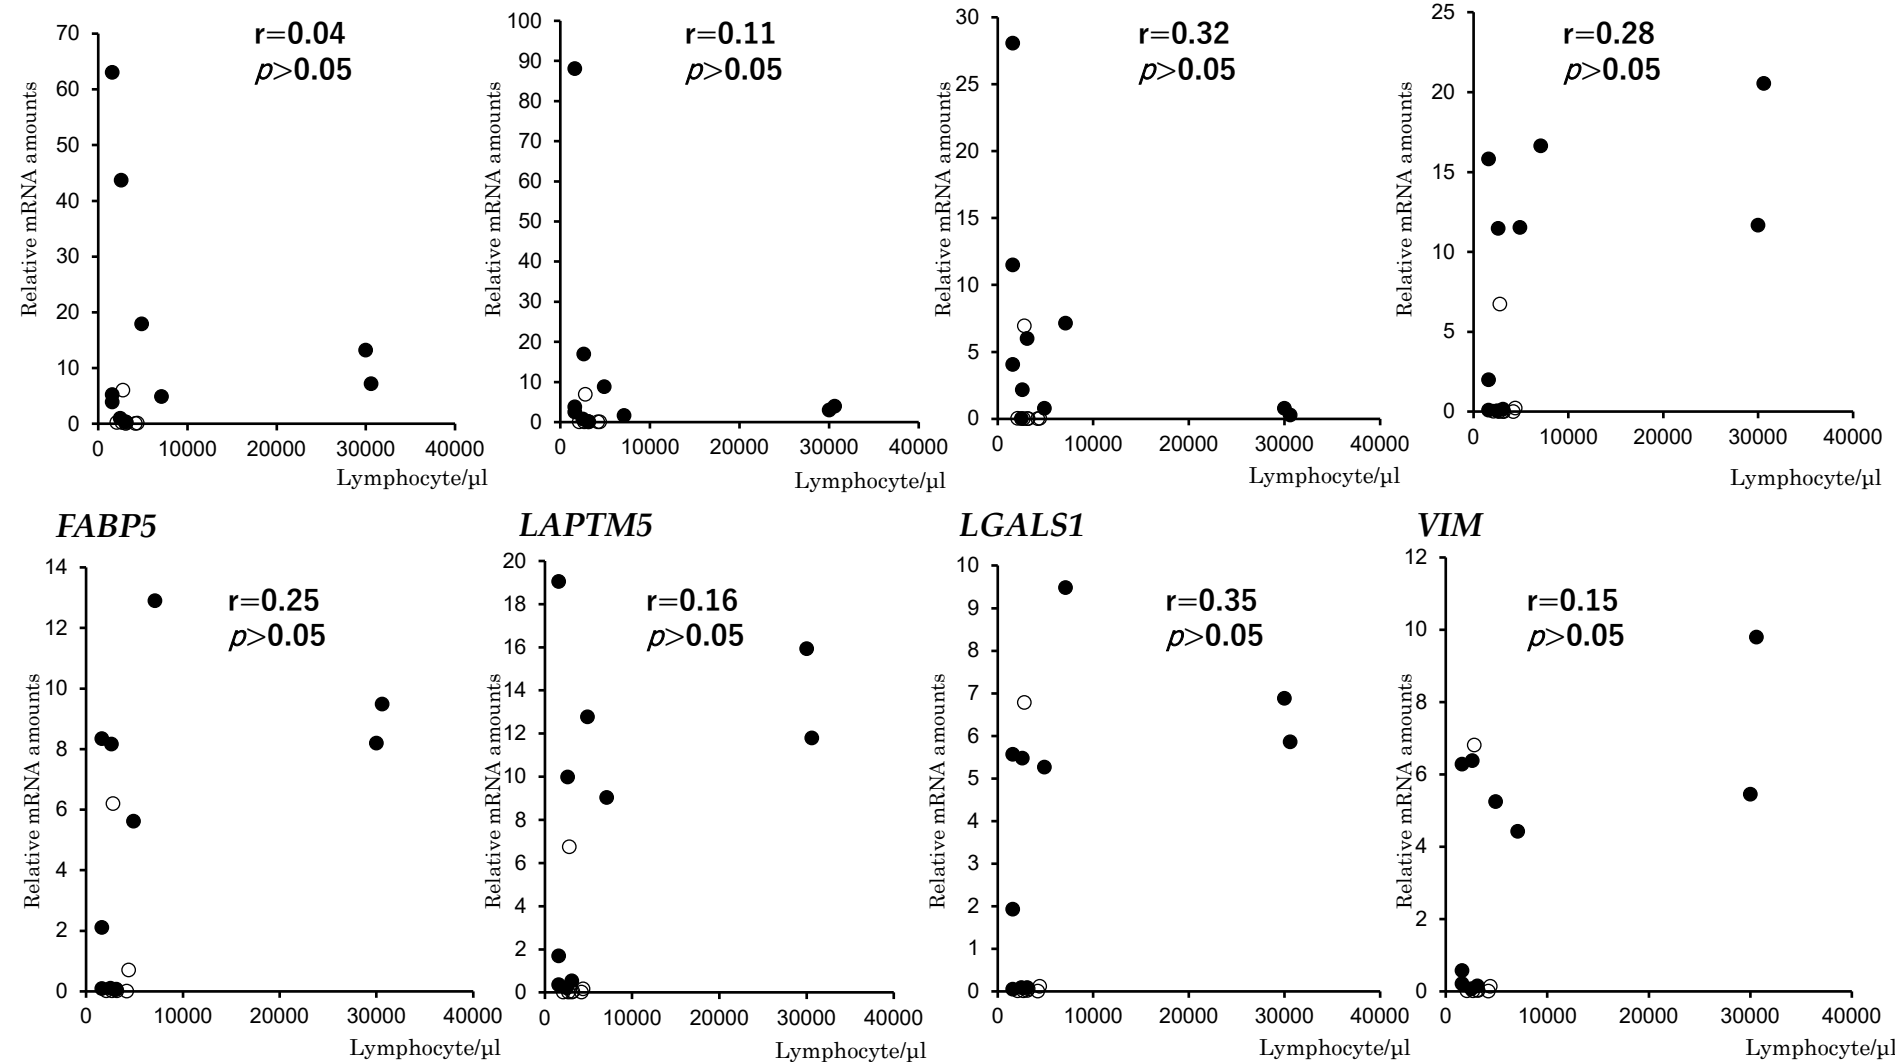 r=0.04
p>0.05
Relative mRNA amounts
70
60
50
40
30
20
10
0
0 10000 20000 30000 40000
Lymphocyte/µl
r=0.11
p>0.05
Relative mRNA amounts
100
90
80
70
60
50
40
30
20
10
0
0 10000 20000 30000 40000
Lymphocyte/µl
r=0.32
p>0.05
Relative mRNA amounts
30
25
20
15
10
5
0
0 10000 20000 30000 40000
Lymphocyte/µl
r=0.28
p>0.05
Relative mRNA amounts
25
20
15
10
5
0
0 10000 20000 30000 40000
Lymphocyte/µl
FABP5
r=0.25
p>0.05
Relative mRNA amounts
14
12
10
8
6
4
2
0
0 10000 20000 30000 40000
Lymphocyte/µl
LAPTM5
r=0.16
p>0.05
Relative mRNA amounts
20
18
16
14
12
10
8
6
4
2
0
0 10000 20000 30000 40000
Lymphocyte/µl
LGALS1
r=0.35
p>0.05
Relative mRNA amounts
10
9
8
7
6
5
4
3
2
1
0
0 10000 20000 30000 40000
Lymphocyte/µl
VIM
r=0.15
p>0.05
Relative mRNA amounts
12
10
8
6
4
2
0
0 10000 20000 30000 40000
Lymphocyte/µl